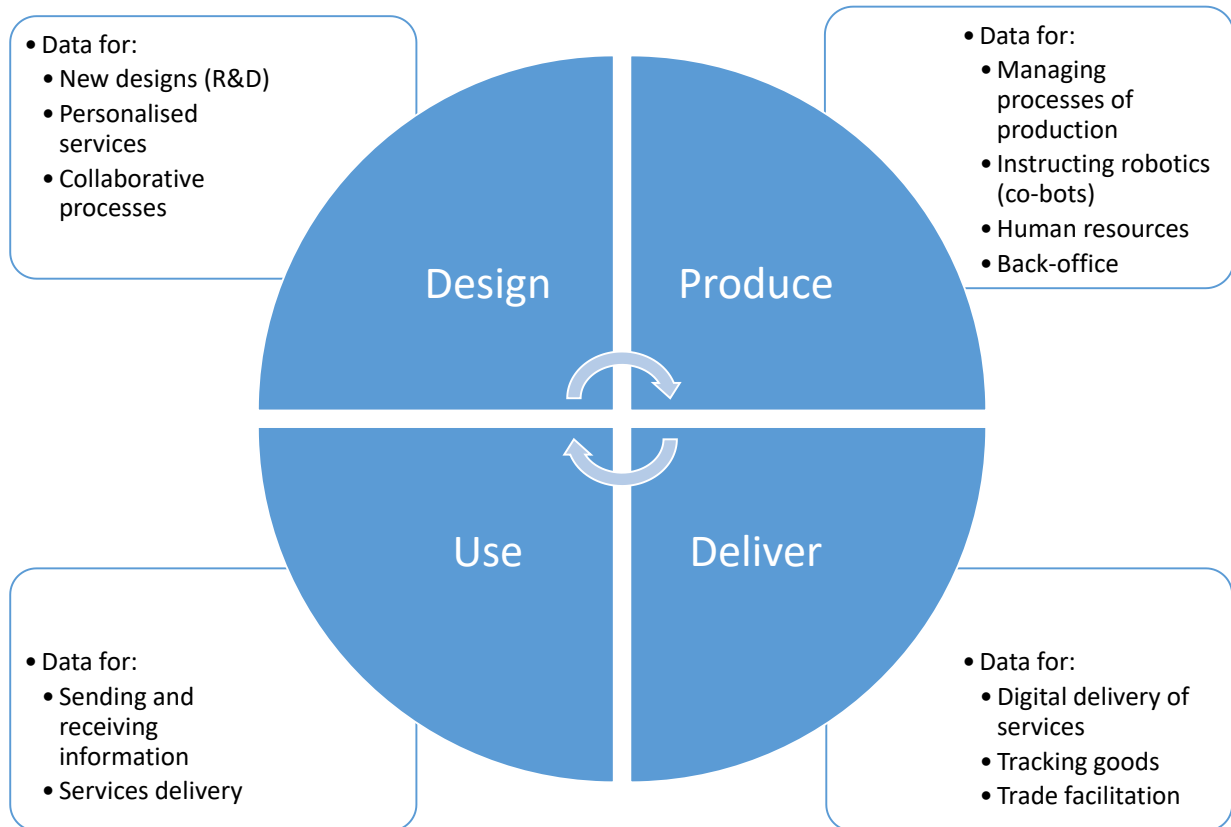 • Data for:
• New designs (R&D)
• Personalised
services
• Collaborative
processes
• Data for:
• Managing
processes of
production
• Instructing robotics
(co-bots)
• Human resources
• Back-office
Design
Produce
Use
Deliver
• Data for:
• Sending and
receiving
information
• Services delivery
• Data for:
• Digital delivery of
services
• Tracking goods
• Trade facilitation